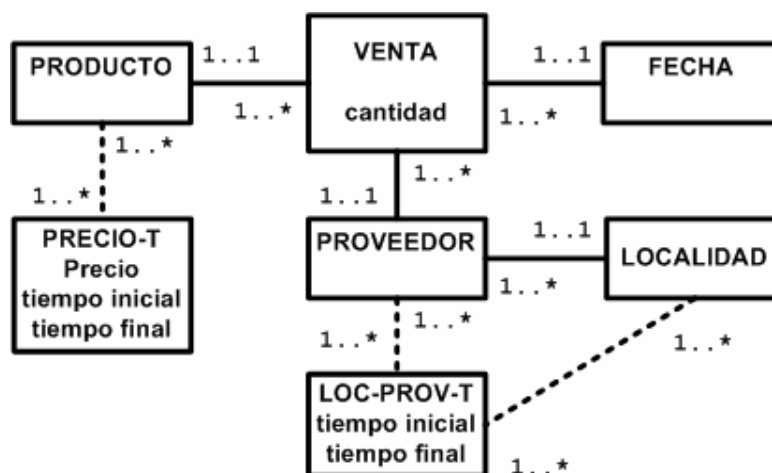 PRODUCTO
1..1
1..*
VENTA
cantidad
1..1
1..*
FECHA
1..*
1..*
1..*
1..1
PRECIO-T
Precio
tiempo inicial
tiempo final
PROVEEDOR
1..1
1..*
LOCALIDAD
1..*
1..*
1..*
LOC-PROV-T
tiempo inicial
tiempo final
1..*